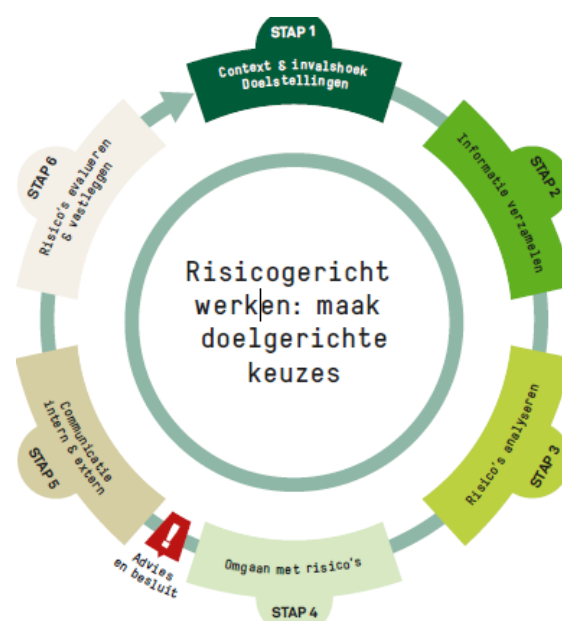 STAP 1
Context & invalshoek
Doelstellingen
STAP 2
Informatie verzamelen
STAP 3
Risico's analyseren
STAP 4
Omgaan met risico's
!
Advies
en besluit
STAP 5
Communicatie
intern & extern
STAP 6
Risico's evalueren
& vastleggen
Risicogericht
werken: maak
doelgerichte
keuzes